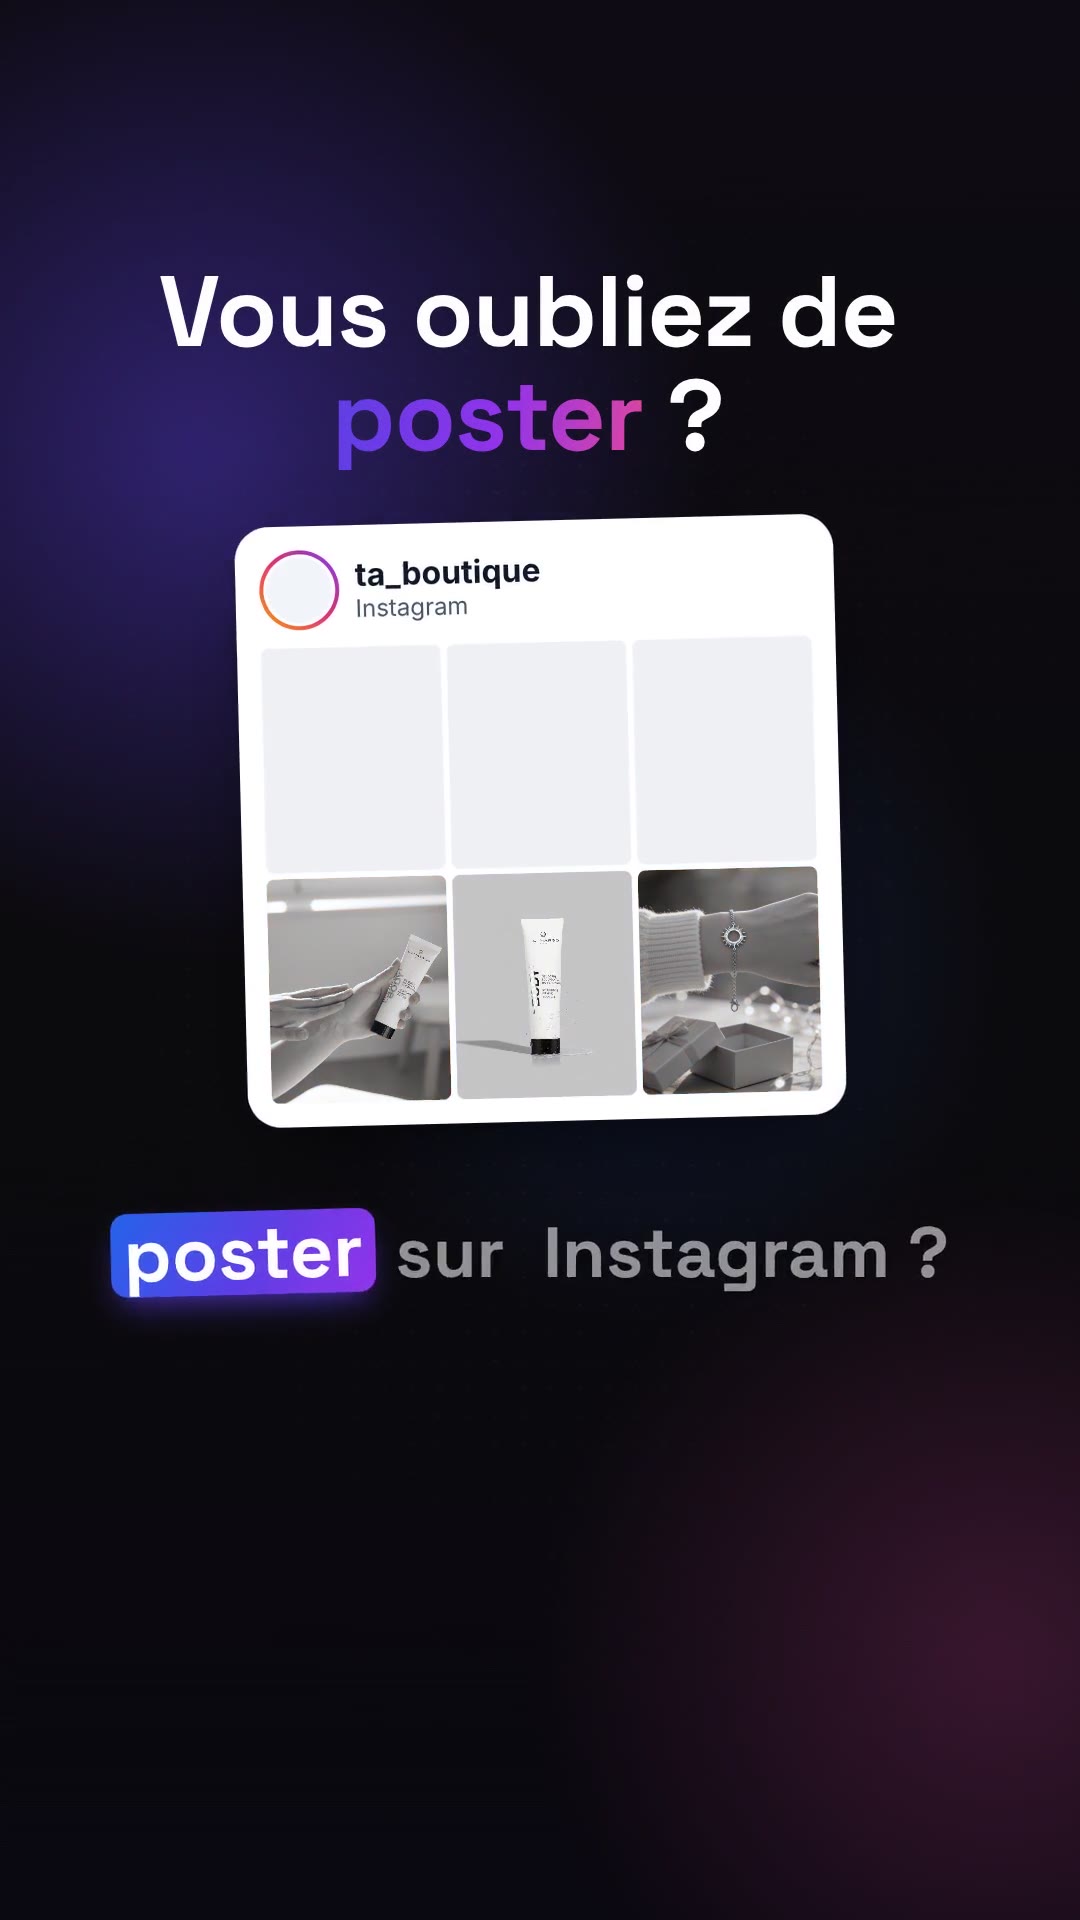 Vous oubliez de
poster ?
ta_boutique
Instagram
poster sur Instagram ?